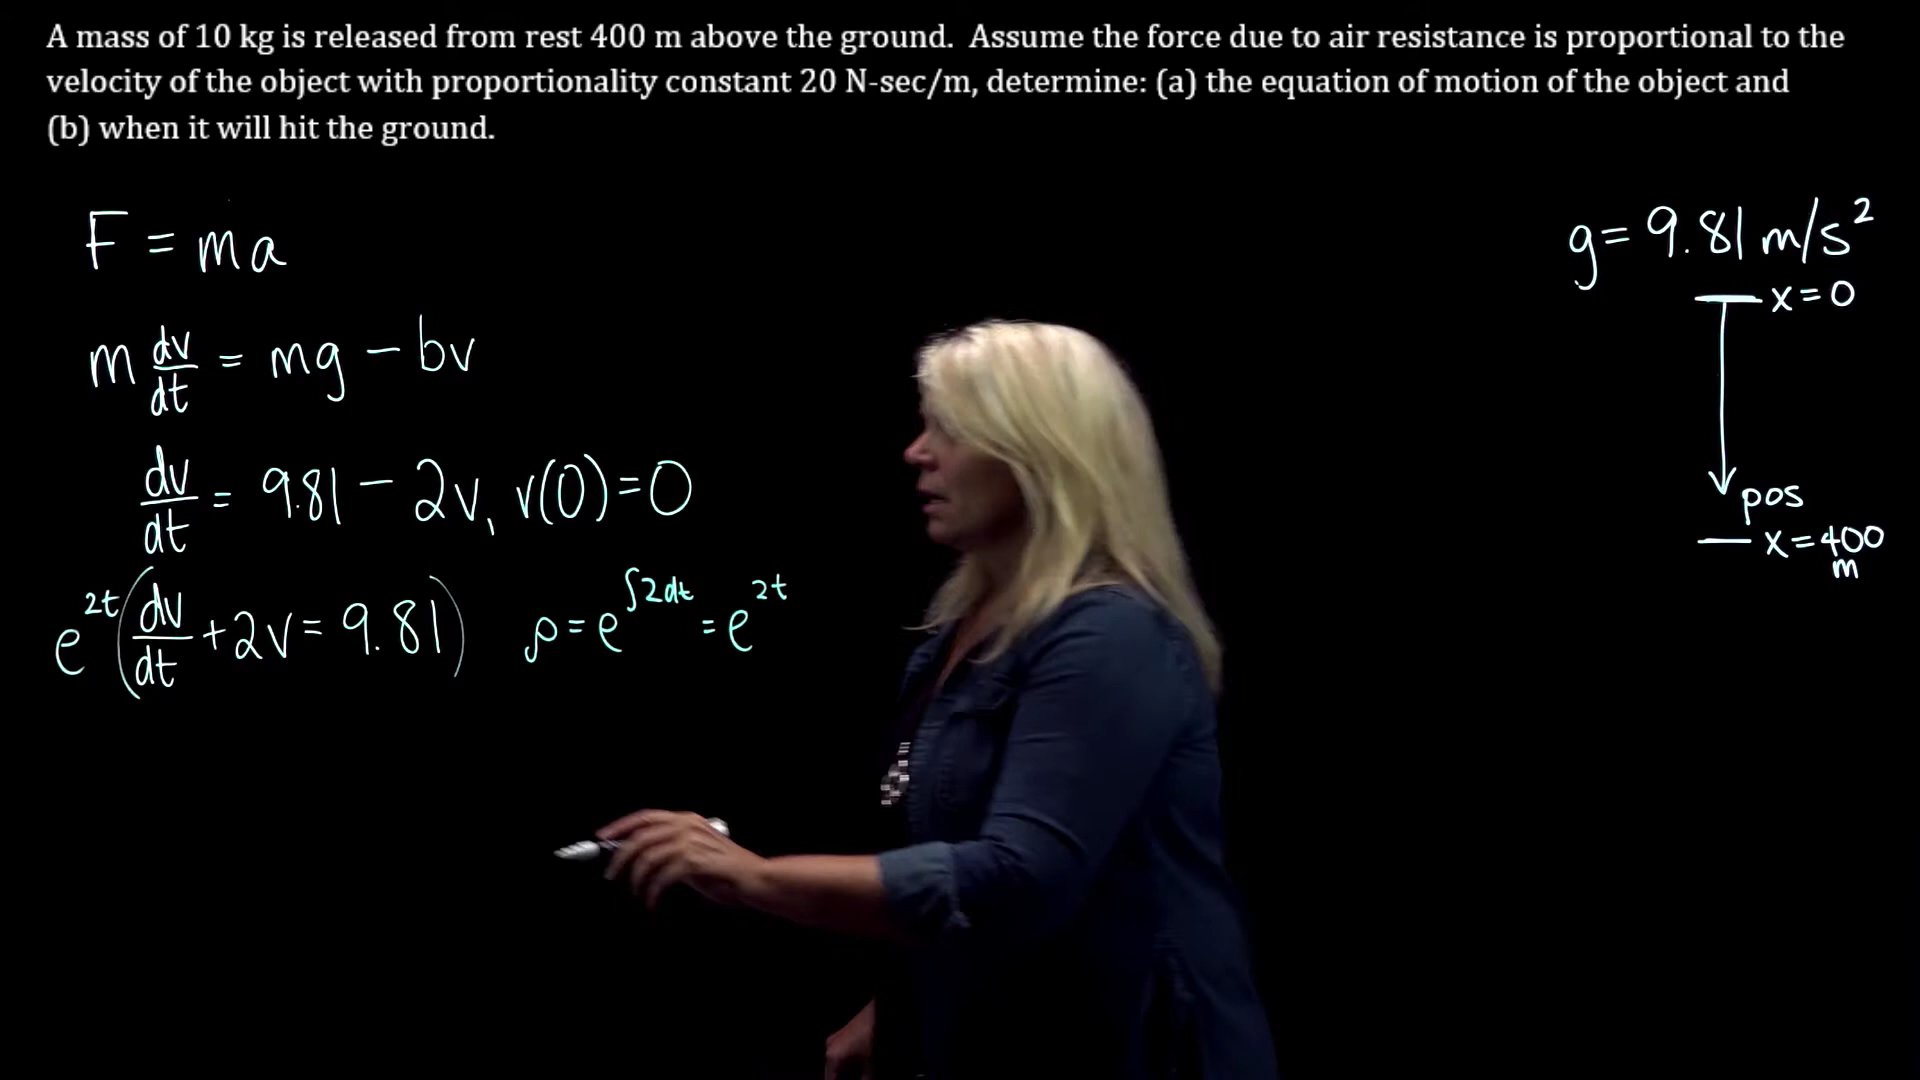 A mass of 10 kg is released from rest 400 m above the ground. Assume the force due to air resistance is proportional to the
velocity of the object with proportionality constant 20 N-sec/m, determine: (a) the equation of motion of the object and
(b) when it will hit the ground.
F = ma
g = 9.81 m/s²
x = 0
m dv/dt = mg − bv
dv/dt = 9.81 − 2v, v(0) = 0
pos
x = 400 m
e^{2t}(dv/dt + 2v = 9.81) ρ = e^{∫2dt} = e^{2t}